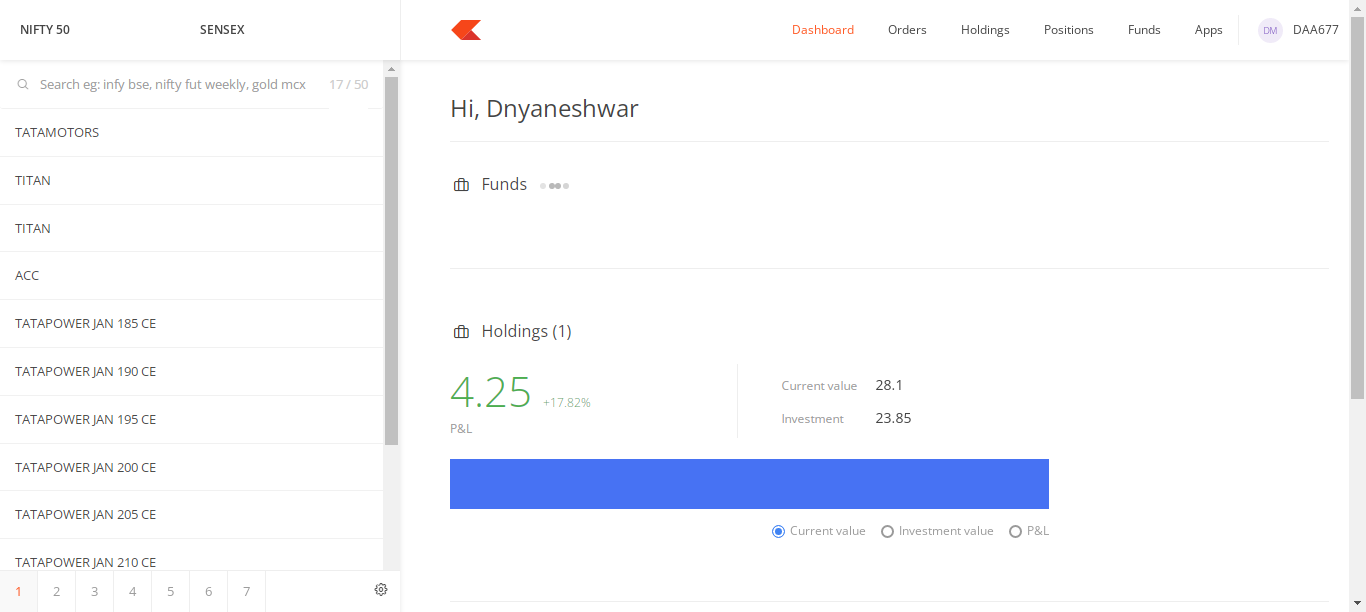 NIFTY 50 SENSEX
Dashboard Orders Holdings Positions Funds Apps DM DAA677
Search eg: infy bse, nifty fut weekly, gold mcx 17 / 50
TATAMOTORS
TITAN
TITAN
ACC
TATAPOWER JAN 185 CE
TATAPOWER JAN 190 CE
TATAPOWER JAN 195 CE
TATAPOWER JAN 200 CE
TATAPOWER JAN 205 CE
TATAPOWER JAN 210 CE
1 2 3 4 5 6 7
Hi, Dnyaneshwar
Funds
Holdings (1)
4.25 +17.82%
P&L
Current value 28.1
Investment 23.85
Current value Investment value P&L